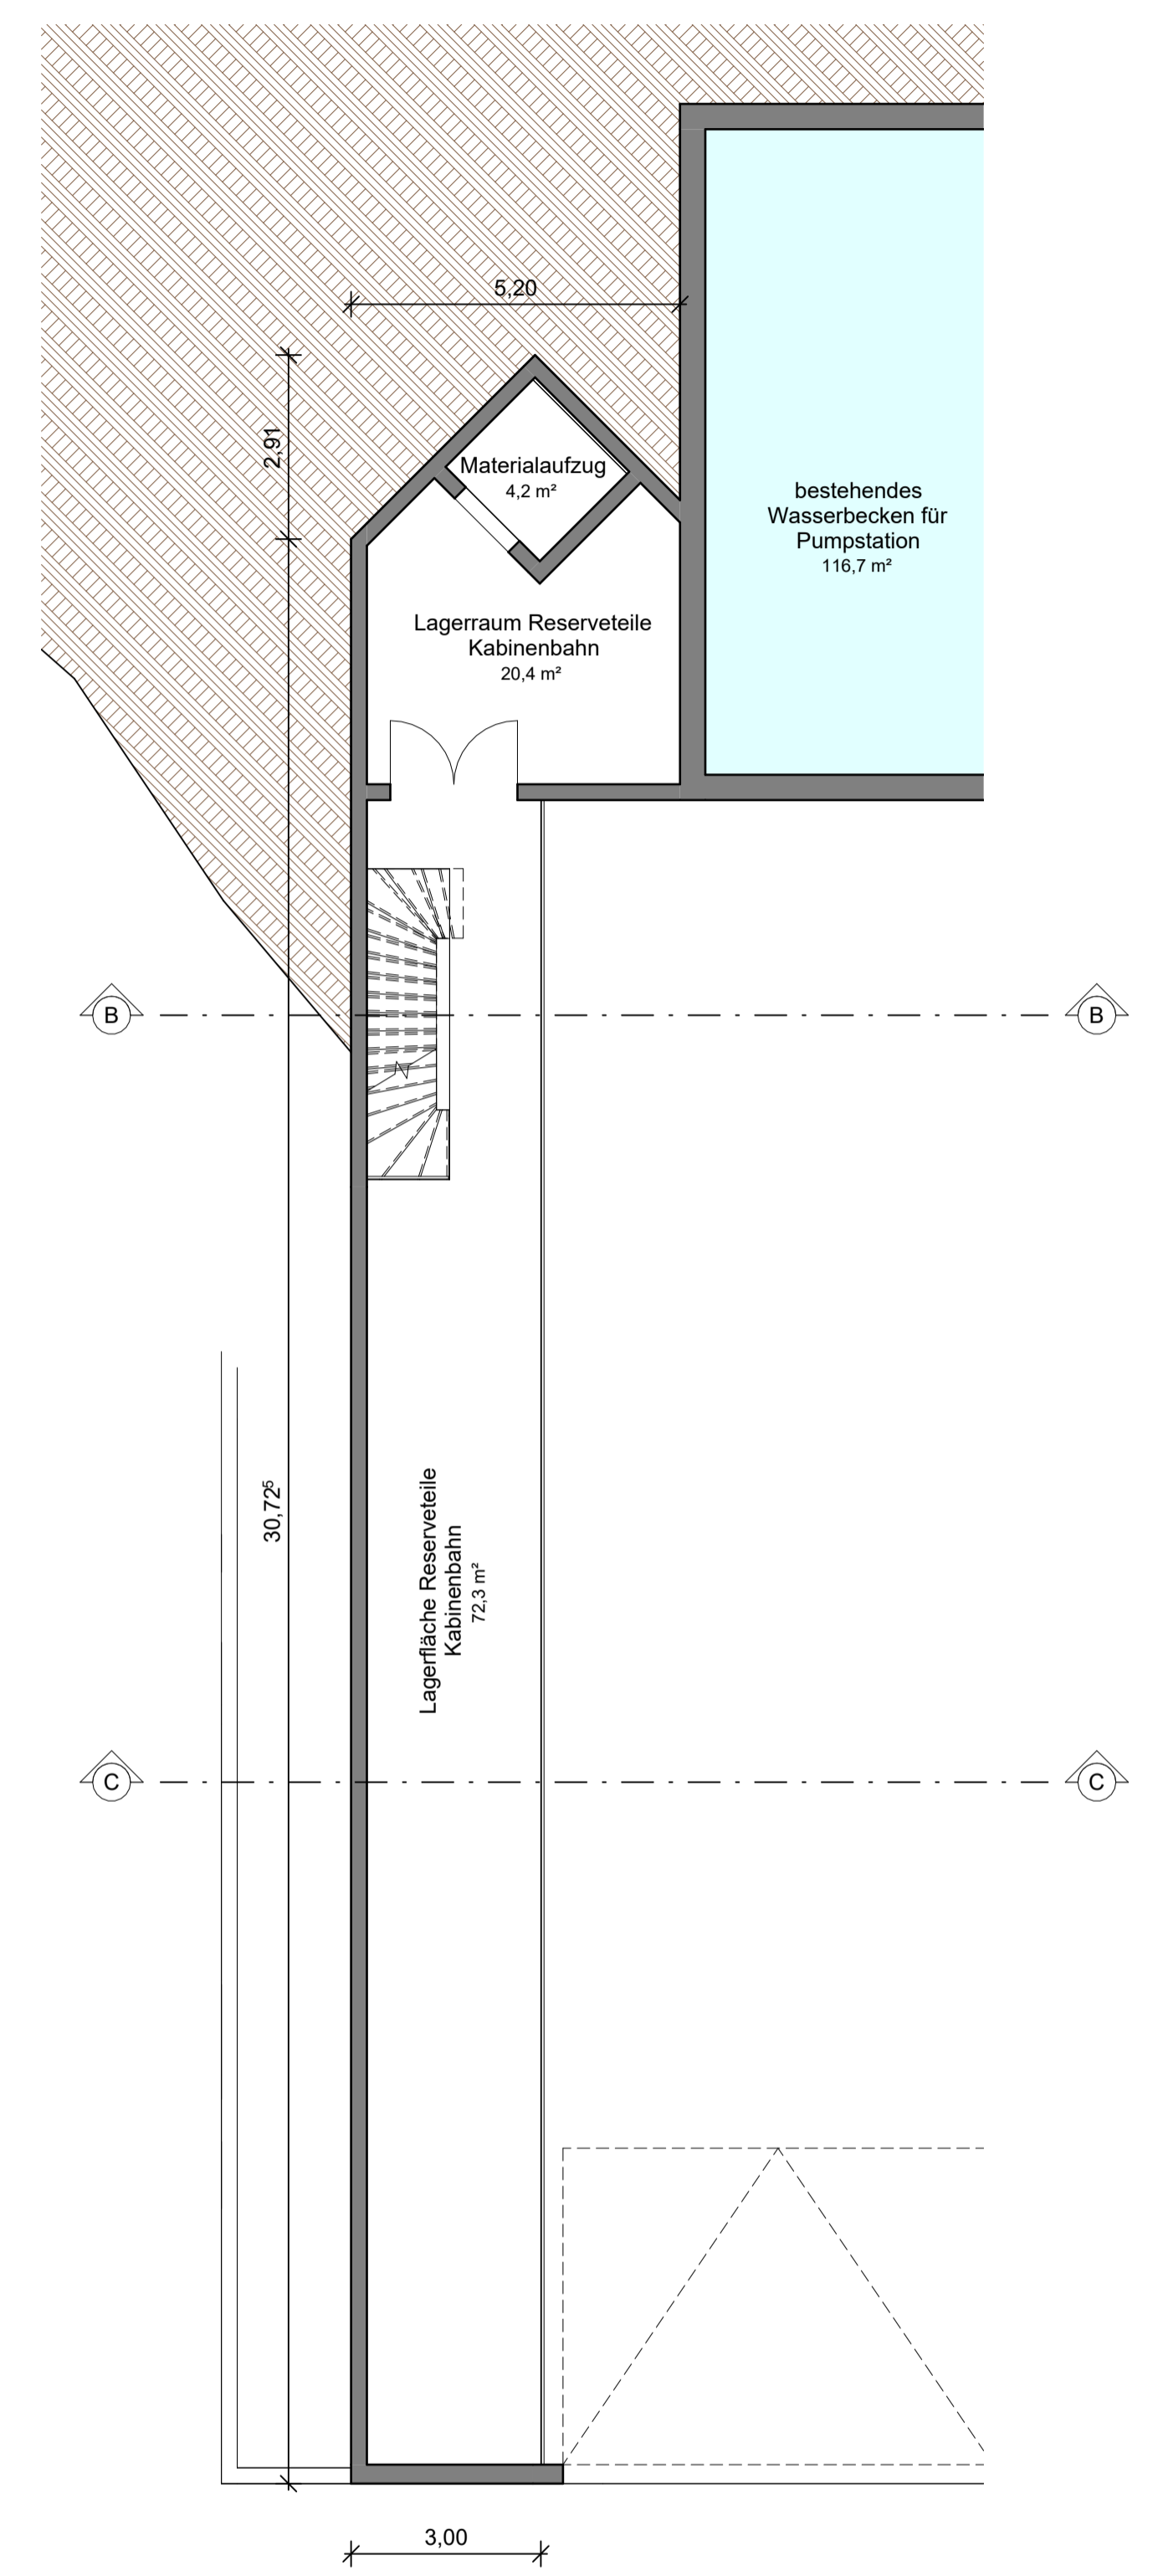 5,20
2,91
Materialaufzug
4,2 m²
bestehendes
Wasserbecken für
Pumpstation
116,7 m²
Lagerraum Reserveteile
Kabinenbahn
20,4 m²
B
B
30,72⁵
Lagerfläche Reserveteile
Kabinenbahn
72,3 m²
C
C
3,00